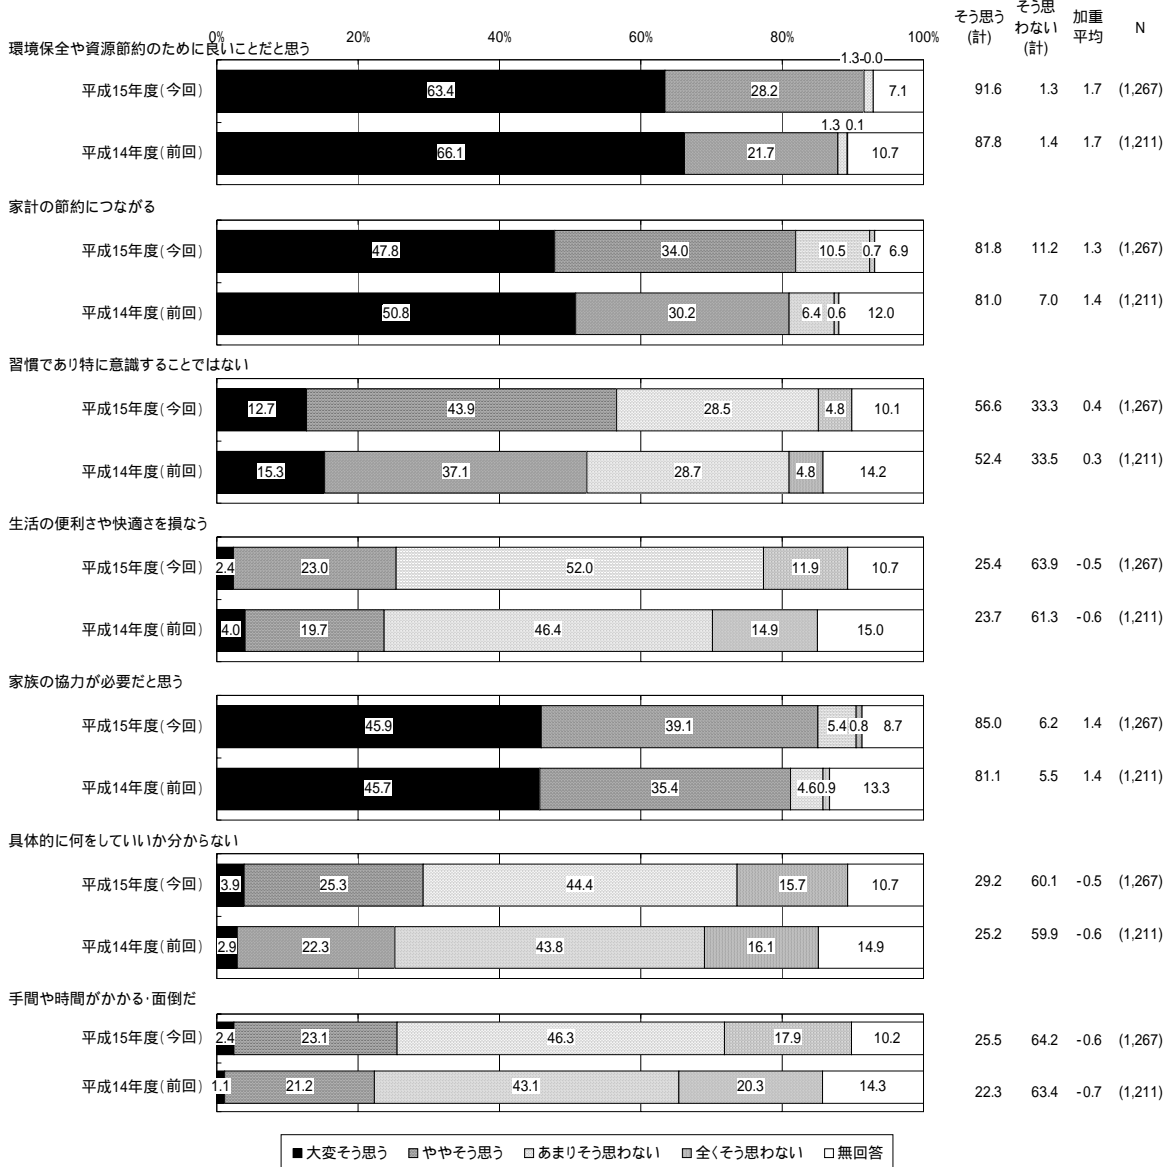 そう思う(計) そう思わない(計) 加重平均 N
0% 20% 40% 60% 80% 100%
環境保全や資源節約のために良いことだと思う
1.3 0.0
平成15年度(今回) 63.4 28.2 7.1 91.6 1.3 1.7 (1,267)
1.3 0.1
平成14年度(前回) 66.1 21.7 10.7 87.8 1.4 1.7 (1,211)
家計の節約につながる
平成15年度(今回) 47.8 34.0 10.5 0.7 6.9 81.8 11.2 1.3 (1,267)
平成14年度(前回) 50.8 30.2 6.4 0.6 12.0 81.0 7.0 1.4 (1,211)
習慣であり特に意識することではない
平成15年度(今回) 12.7 43.9 28.5 4.8 10.1 56.6 33.3 0.4 (1,267)
平成14年度(前回) 15.3 37.1 28.7 4.8 14.2 52.4 33.5 0.3 (1,211)
生活の便利さや快適さを損なう
平成15年度(今回) 2.4 23.0 52.0 11.9 10.7 25.4 63.9 -0.5 (1,267)
平成14年度(前回) 4.0 19.7 46.4 14.9 15.0 23.7 61.3 -0.6 (1,211)
家族の協力が必要だと思う
平成15年度(今回) 45.9 39.1 5.4 0.8 8.7 85.0 6.2 1.4 (1,267)
平成14年度(前回) 45.7 35.4 4.6 0.9 13.3 81.1 5.5 1.4 (1,211)
具体的に何をしていいか分からない
平成15年度(今回) 3.9 25.3 44.4 15.7 10.7 29.2 60.1 -0.5 (1,267)
平成14年度(前回) 2.9 22.3 43.8 16.1 14.9 25.2 59.9 -0.6 (1,211)
手間や時間がかかる・面倒だ
平成15年度(今回) 2.4 23.1 46.3 17.9 10.2 25.5 64.2 -0.6 (1,267)
平成14年度(前回) 1.1 21.2 43.1 20.3 14.3 22.3 63.4 -0.7 (1,211)
大変そう思う ややそう思う あまりそう思わない 全くそう思わない 無回答